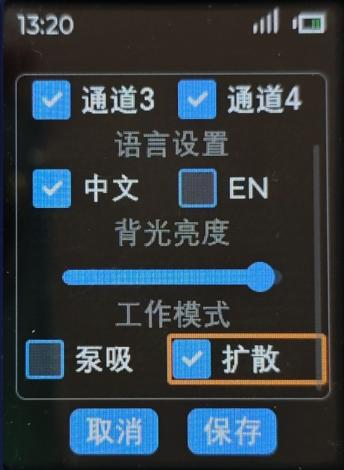 13:20
通道3 通道4
语言设置
中文 EN
背光亮度
工作模式
泵吸 扩散
取消 保存